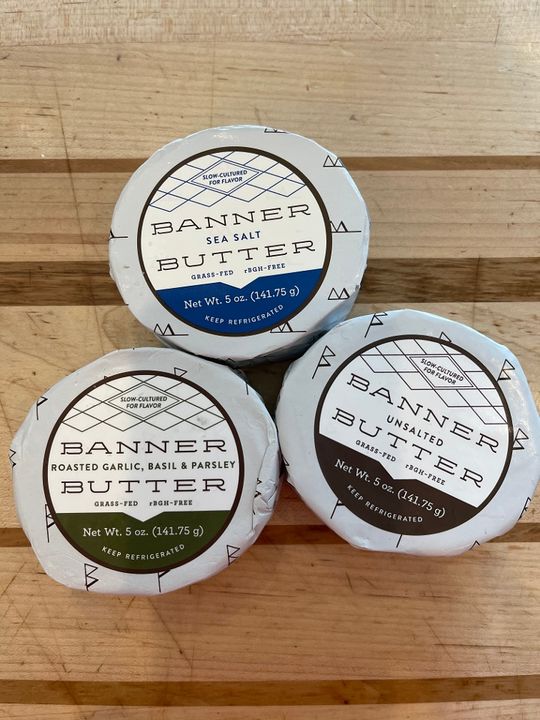 SLOW-CULTURED
FOR FLAVOR
BANNER
SEA SALT
BUTTER
GRASS-FED rBGH-FREE
Net Wt. 5 oz. (141.75 g)
KEEP REFRIGERATED
SLOW-CULTURED
FOR FLAVOR
BANNER
ROASTED GARLIC, BASIL & PARSLEY
BUTTER
GRASS-FED rBGH-FREE
Net Wt. 5 oz. (141.75 g)
KEEP REFRIGERATED
SLOW-CULTURED
FOR FLAVOR
BANNER
UNSALTED
BUTTER
GRASS-FED rBGH-FREE
Net Wt. 5 oz. (141.75 g)
KEEP REFRIGERATED